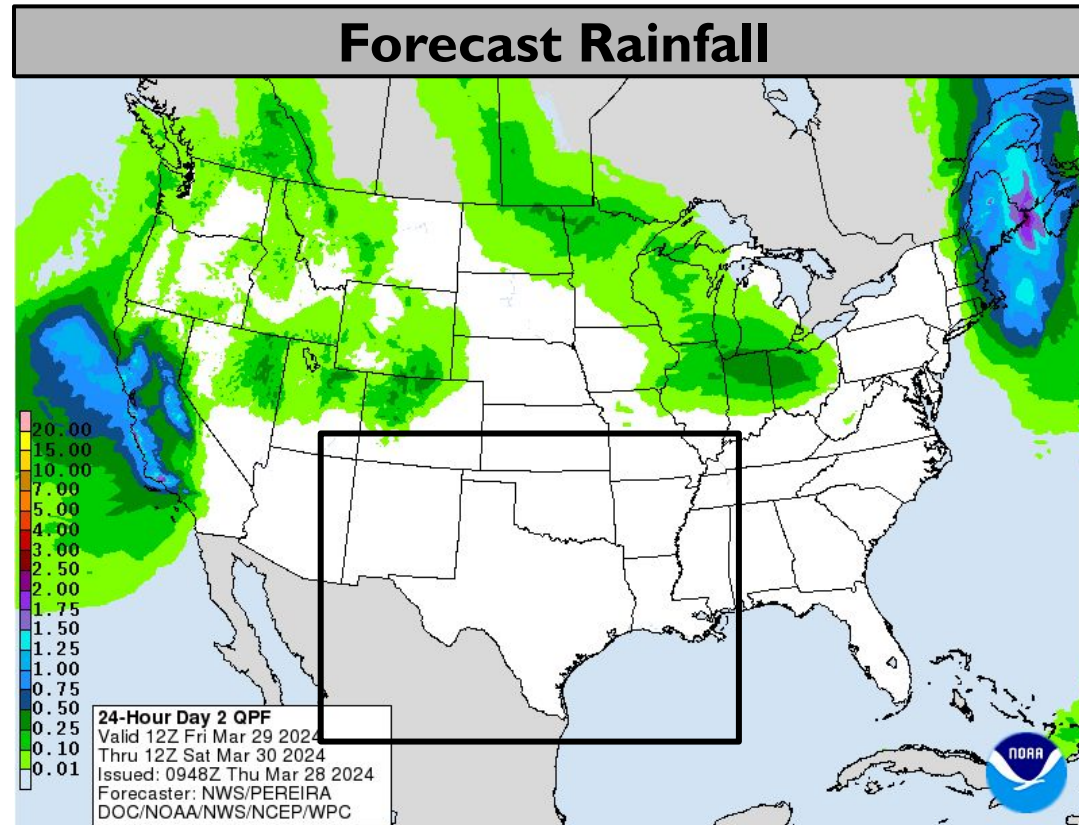 Forecast Rainfall
20.00
15.00
10.00
7.00
5.00
4.00
3.00
2.50
2.00
1.75
1.50
1.25
1.00
0.75
0.50
0.25
0.10
0.01
24-Hour Day 2 QPF
Valid 12Z Fri Mar 29 2024
Thru 12Z Sat Mar 30 2024
Issued: 0948Z Thu Mar 28 2024
Forecaster: NWS/PEREIRA
DOC/NOAA/NWS/NCEP/WPC
NOAA